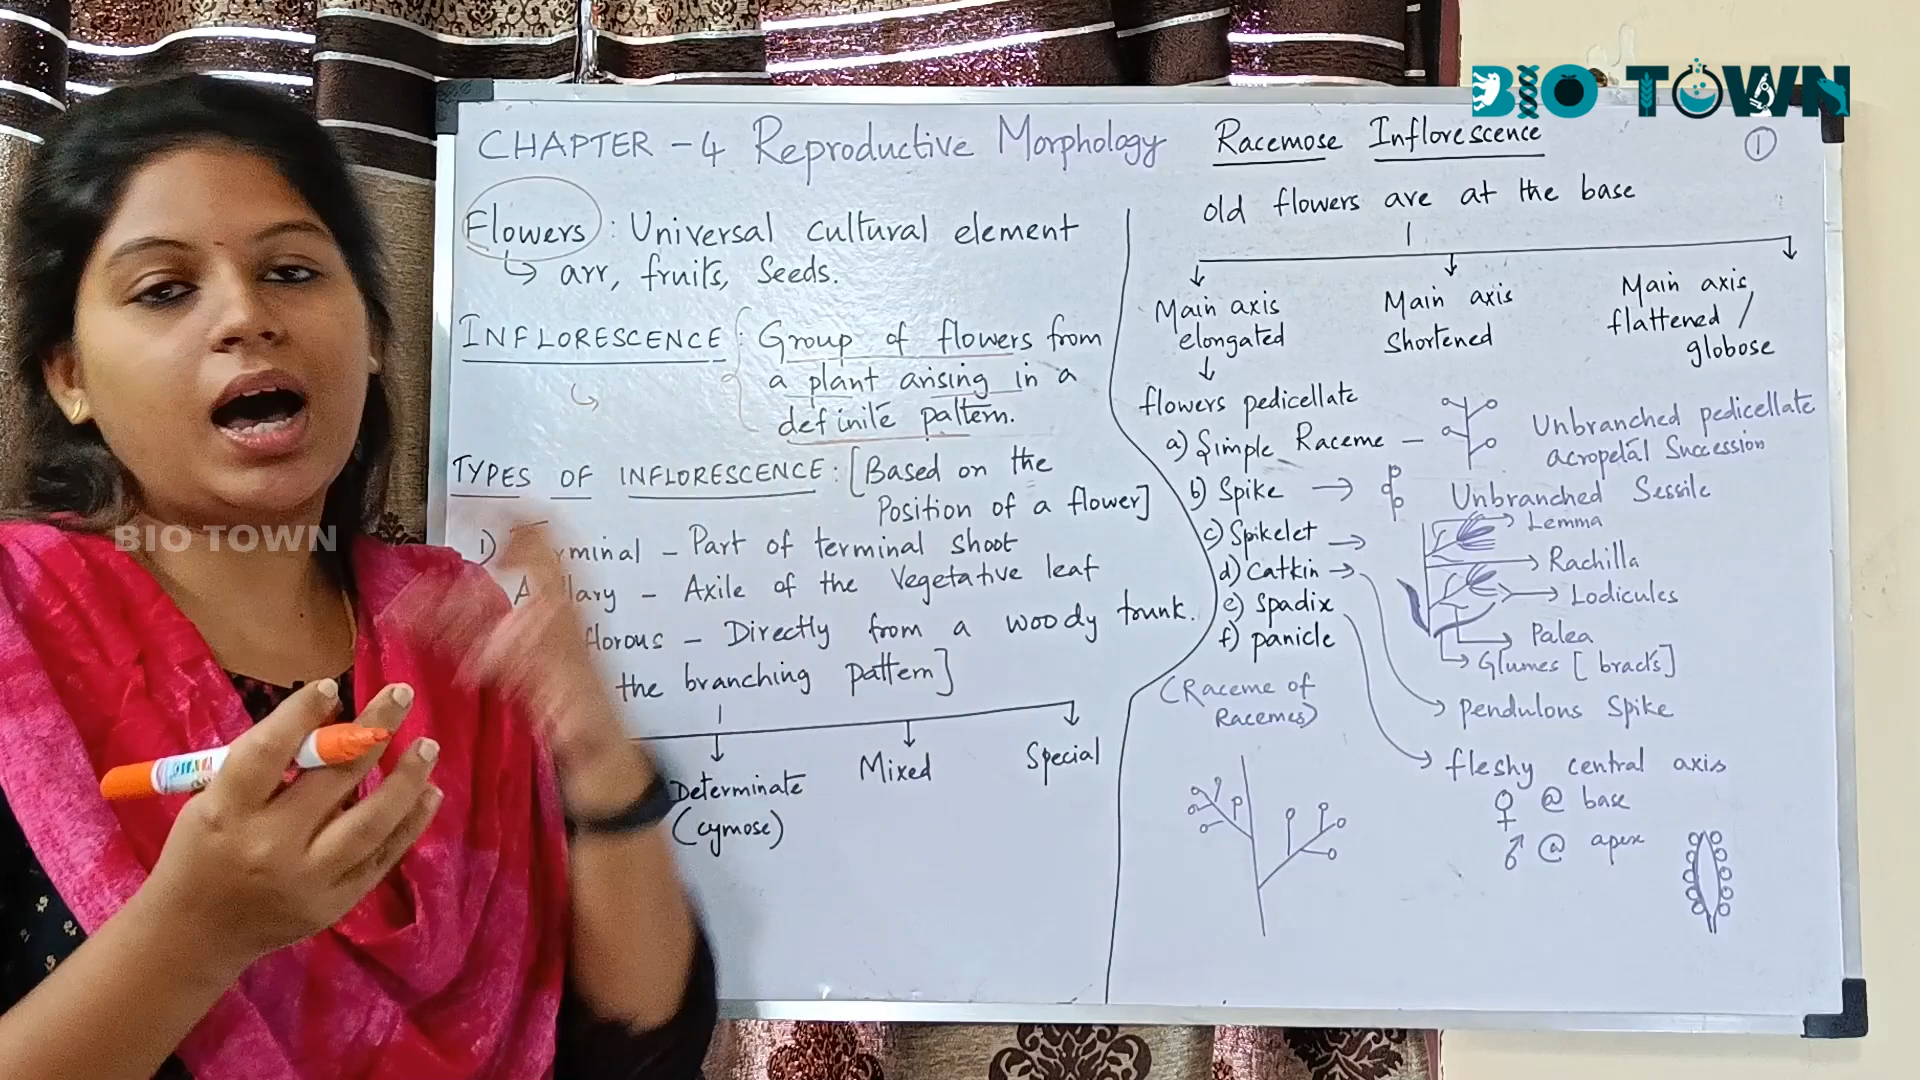 BIO TOWN
CHAPTER - 4 Reproductive Morphology
Flowers : Universal cultural element
↳ arr, fruits, Seeds.
INFLORESCENCE : Group of flowers from
a plant arising in a
definite pattern.
TYPES OF INFLORESCENCE : [Based on the
Position of a flower]
1) minal - Part of terminal shoot
A llary - Axile of the Vegetative leaf
florous - Directly from a woody trunk.
the branching pattern]
Determinate
(cymose)
Mixed
Special
Racemose Inflorescence
1
old flowers are at the base
Main axis
elongated
Main axis
Shortened
Main axis
flattened /
globose
flowers pedicellate
a) Simple Raceme -
Unbranched pedicellate
acropetal Succession
b) Spike → Unbranched Sessile
c) Spikelet →
d) Catkin →
e) Spadix
f) panicle
(Raceme of
Racemes)
Lemma
Rachilla
Lodicules
Palea
Glumes [bracts]
pendulons Spike
fleshy central axis
♀ @ base
♂ @ apex
BIO TOWN